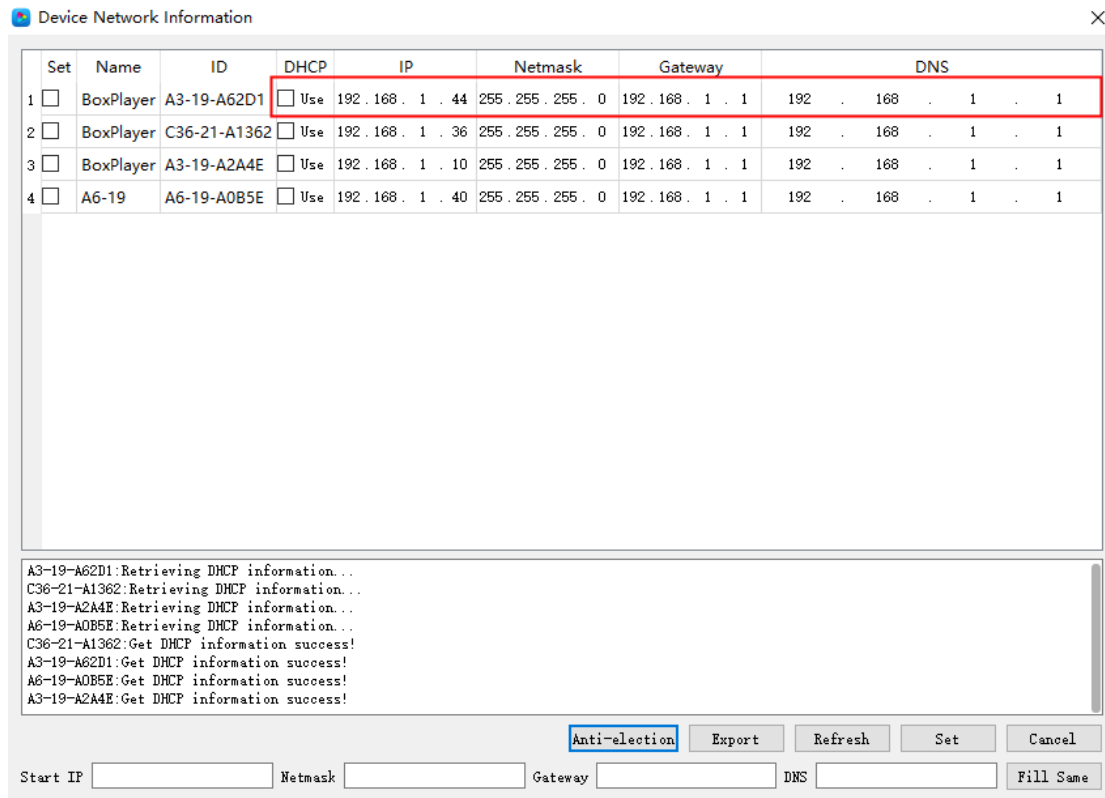 Device Network Information
Set Name ID DHCP IP Netmask Gateway DNS
1 BoxPlayer A3-19-A62D1 Use 192 . 168 . 1 . 44 255 . 255 . 255 . 0 192 . 168 . 1 . 1 192 . 168 . 1 . 1
2 BoxPlayer C36-21-A1362 Use 192 . 168 . 1 . 36 255 . 255 . 255 . 0 192 . 168 . 1 . 1 192 . 168 . 1 . 1
3 BoxPlayer A3-19-A2A4E Use 192 . 168 . 1 . 10 255 . 255 . 255 . 0 192 . 168 . 1 . 1 192 . 168 . 1 . 1
4 A6-19 A6-19-A0B5E Use 192 . 168 . 1 . 40 255 . 255 . 255 . 0 192 . 168 . 1 . 1 192 . 168 . 1 . 1
A3-19-A62D1:Retrieving DHCP information...
C36-21-A1362:Retrieving DHCP information...
A3-19-A2A4E:Retrieving DHCP information...
A6-19-A0B5E:Retrieving DHCP information...
C36-21-A1362:Get DHCP information success!
A3-19-A62D1:Get DHCP information success!
A6-19-A0B5E:Get DHCP information success!
A3-19-A2A4E:Get DHCP information success!
Anti-election Export Refresh Set Cancel
Start IP Netmask Gateway DNS Fill Same